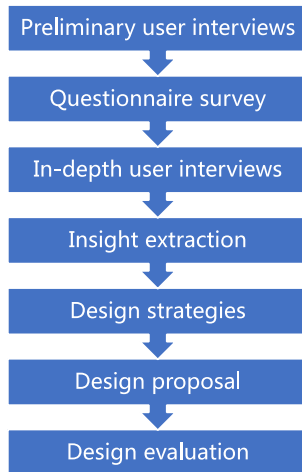 Preliminary user interviews
Questionnaire survey
In-depth user interviews
Insight extraction
Design strategies
Design proposal
Design evaluation